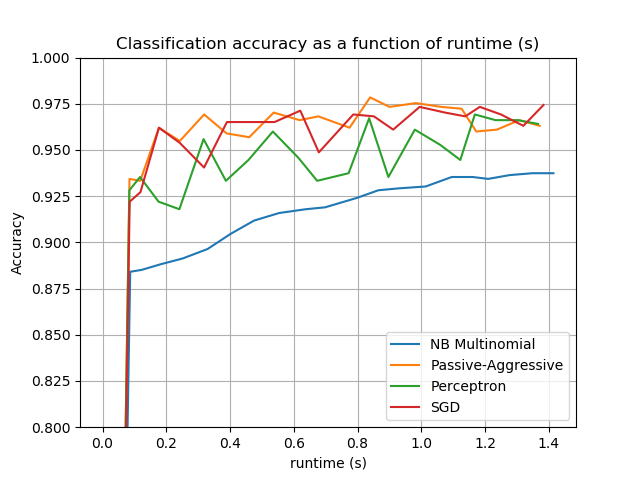 Classification accuracy as a function of runtime (s)
1.000
0.975
0.950
0.925
0.900
0.875
0.850
0.825
0.800
Accuracy
NB Multinomial
Passive-Aggressive
Perceptron
SGD
0.0 0.2 0.4 0.6 0.8 1.0 1.2 1.4
runtime (s)